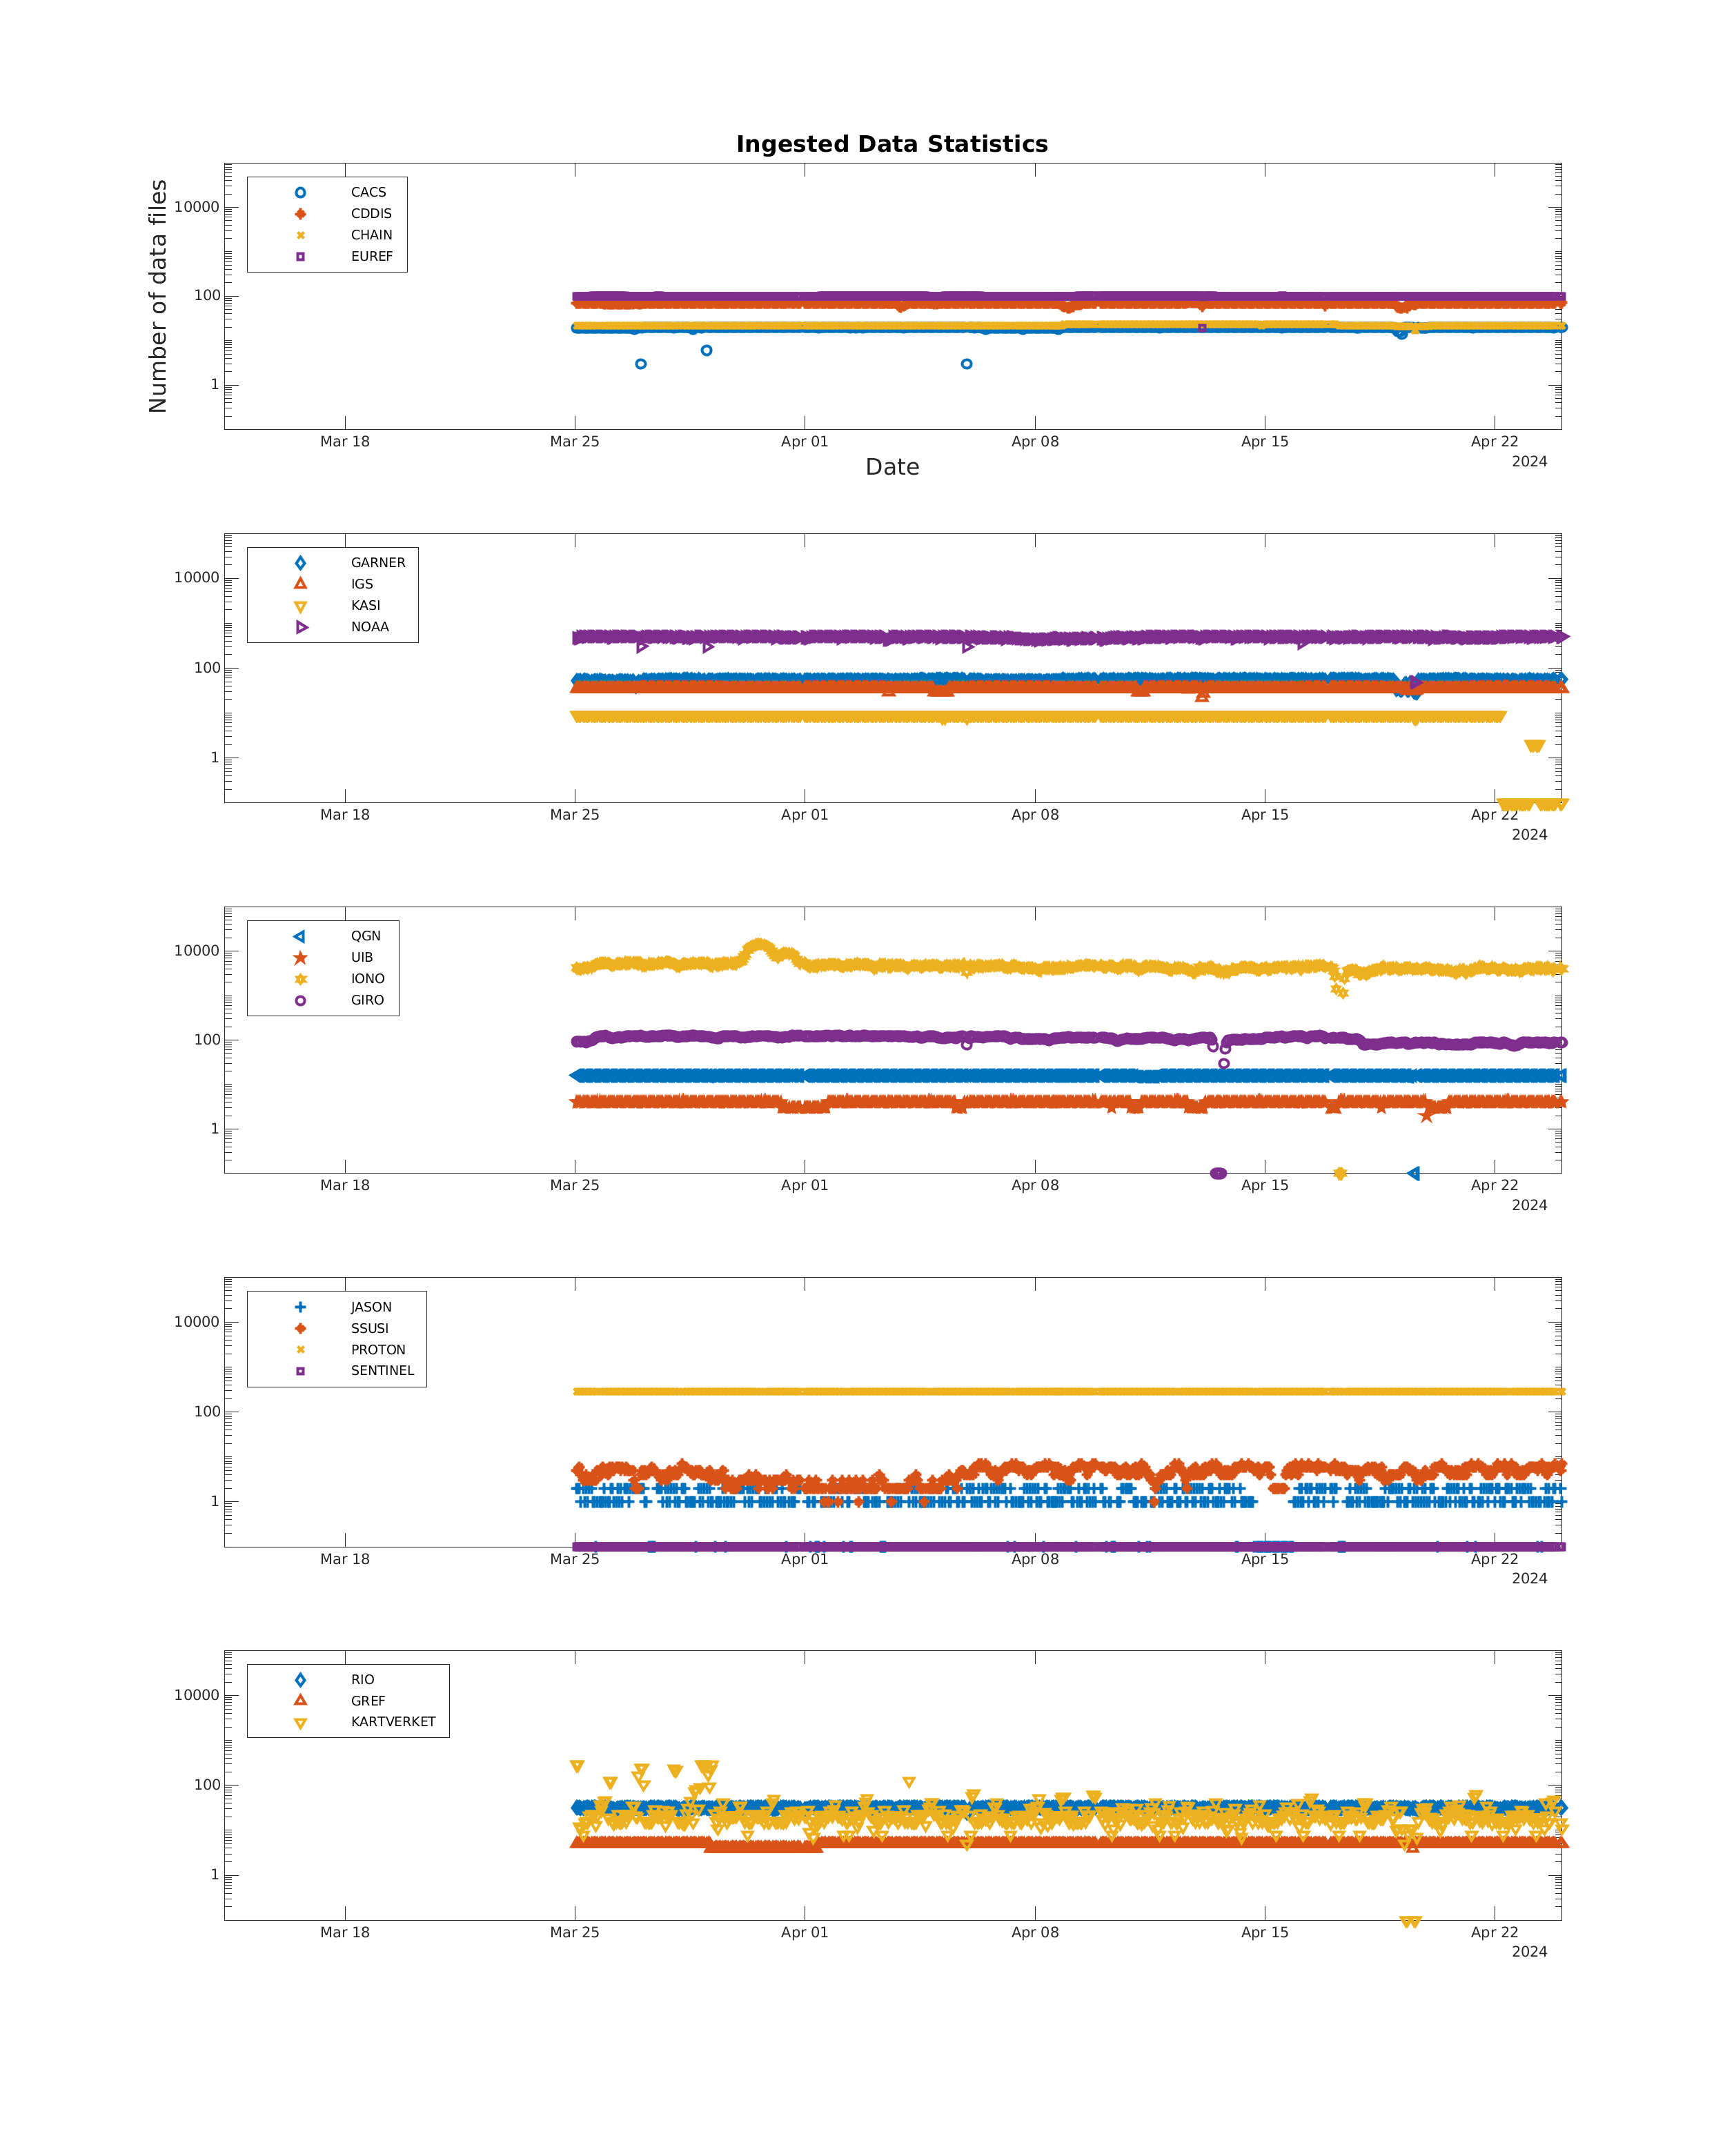 Ingested Data Statistics
Number of data files
CACS
CDDIS
CHAIN
EUREF
10000
100
1
Mar 18 Mar 25 Apr 01 Apr 08 Apr 15 Apr 22
2024
Date
GARNER
IGS
KASI
NOAA
10000
100
1
Mar 18 Mar 25 Apr 01 Apr 08 Apr 15 Apr 22
2024
QGN
UIB
IONO
GIRO
10000
100
1
Mar 18 Mar 25 Apr 01 Apr 08 Apr 15 Apr 22
2024
JASON
SSUSI
PROTON
SENTINEL
10000
100
1
Mar 18 Mar 25 Apr 01 Apr 08 Apr 15 Apr 22
2024
RIO
GREF
KARTVERKET
10000
100
1
Mar 18 Mar 25 Apr 01 Apr 08 Apr 15 Apr 22
2024